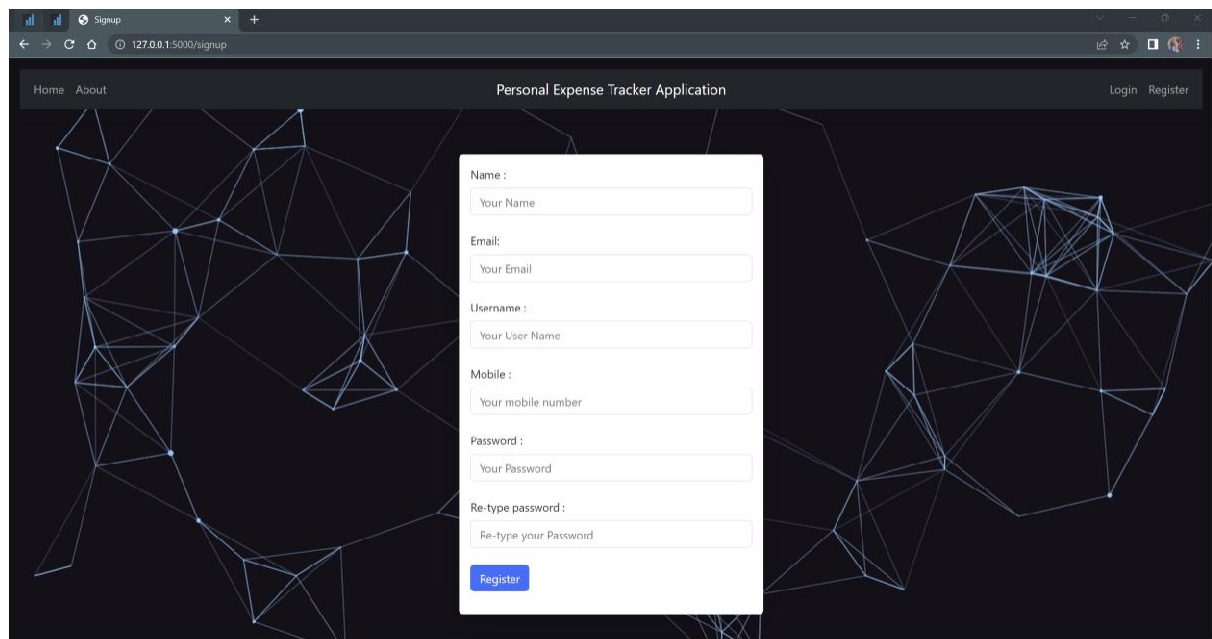 Signup
127.0.0.1:5000/signup
Home About Personal Expense Tracker Application Login Register
Name :
Your Name
Email:
Your Email
Username :
Your User Name
Mobile :
Your mobile number
Password :
Your Password
Re-type password :
Re-type your Password
Register